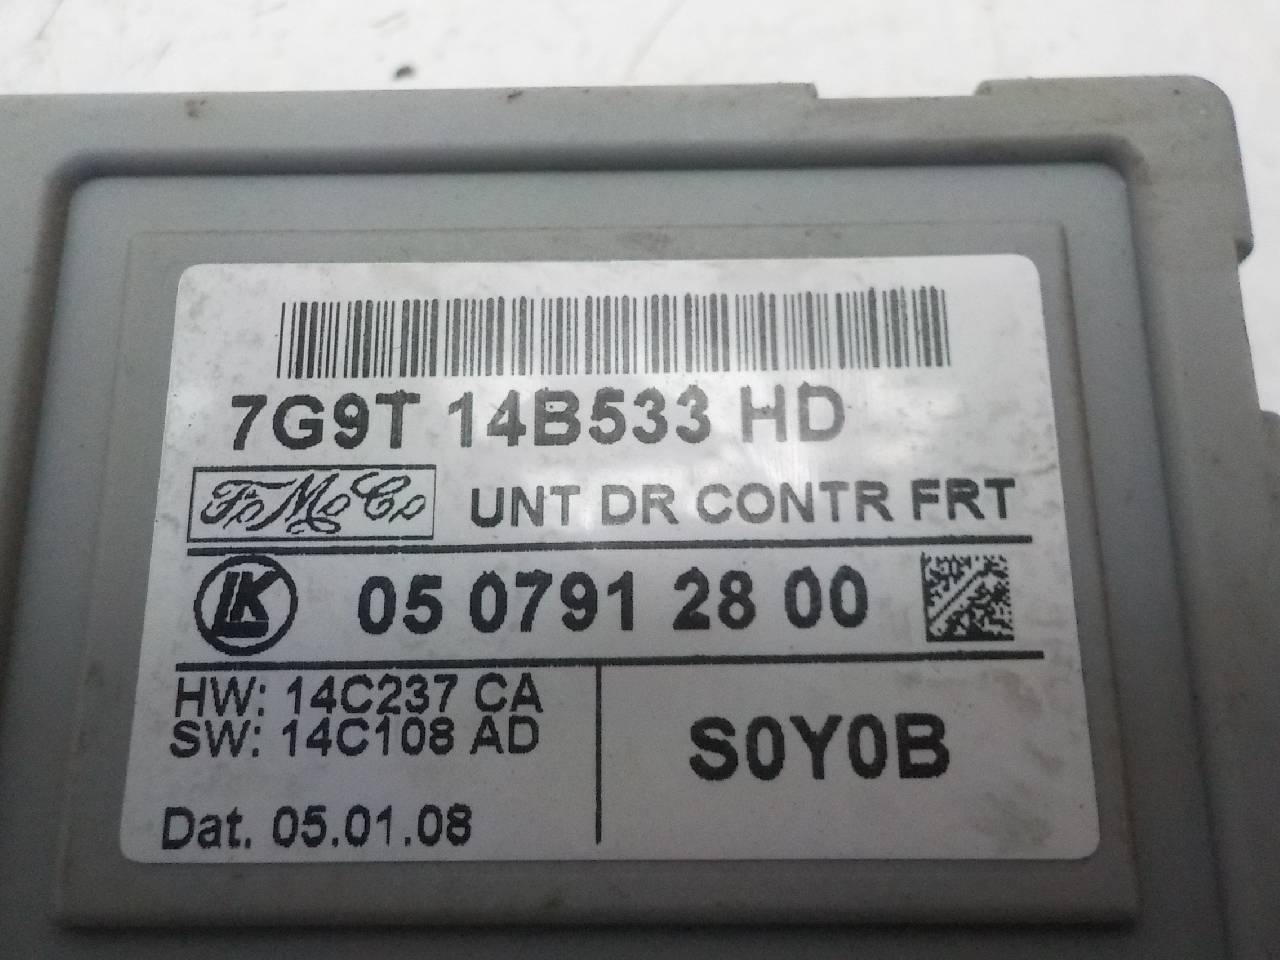 7G9T 14B533 HD
FoMoCo UNT DR CONTR FRT
LK 05 0791 28 00
HW: 14C237 CA
SW: 14C108 AD
S0Y0B
Dat. 05.01.08